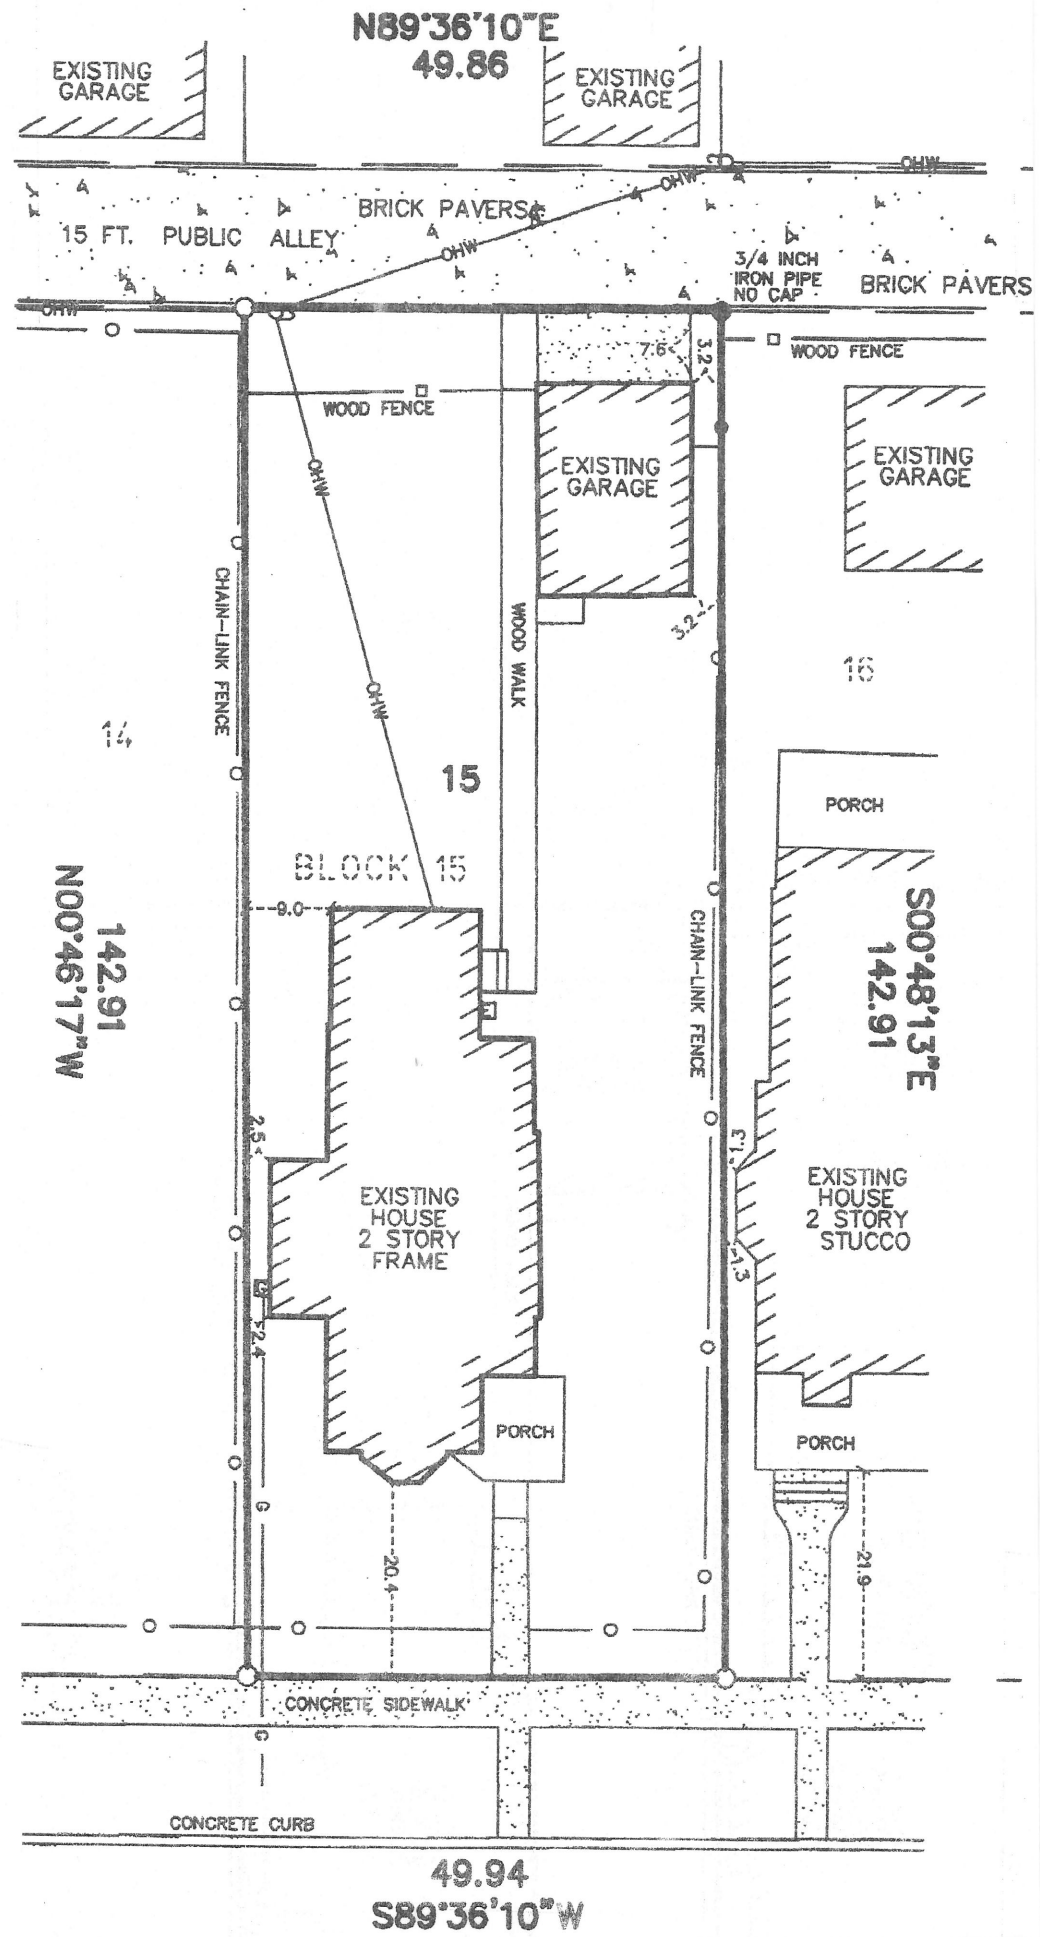 N89°36'10"E
49.86
EXISTING
GARAGE
EXISTING
GARAGE
OHW
OHW
BRICK PAVERS
15 FT. PUBLIC ALLEY
OHW
3/4 INCH
IRON PIPE
NO CAP
BRICK PAVERS
OHW
7.6
3.2
WOOD FENCE
WOOD FENCE
OHW
EXISTING
GARAGE
EXISTING
GARAGE
CHAIN-LINK FENCE
WOOD WALK
3.2
16
OHW
14
15
PORCH
BLOCK 15
9.0
N00°46'17"W
142.91
CHAIN-LINK FENCE
S00°48'13"E
142.91
2.5
1.3
EXISTING
HOUSE
2 STORY
FRAME
EXISTING
HOUSE
2 STORY
STUCCO
1.3
2.4
PORCH
PORCH
G
20.4
21.9
CONCRETE SIDEWALK
G
CONCRETE CURB
49.94
S89°36'10"W